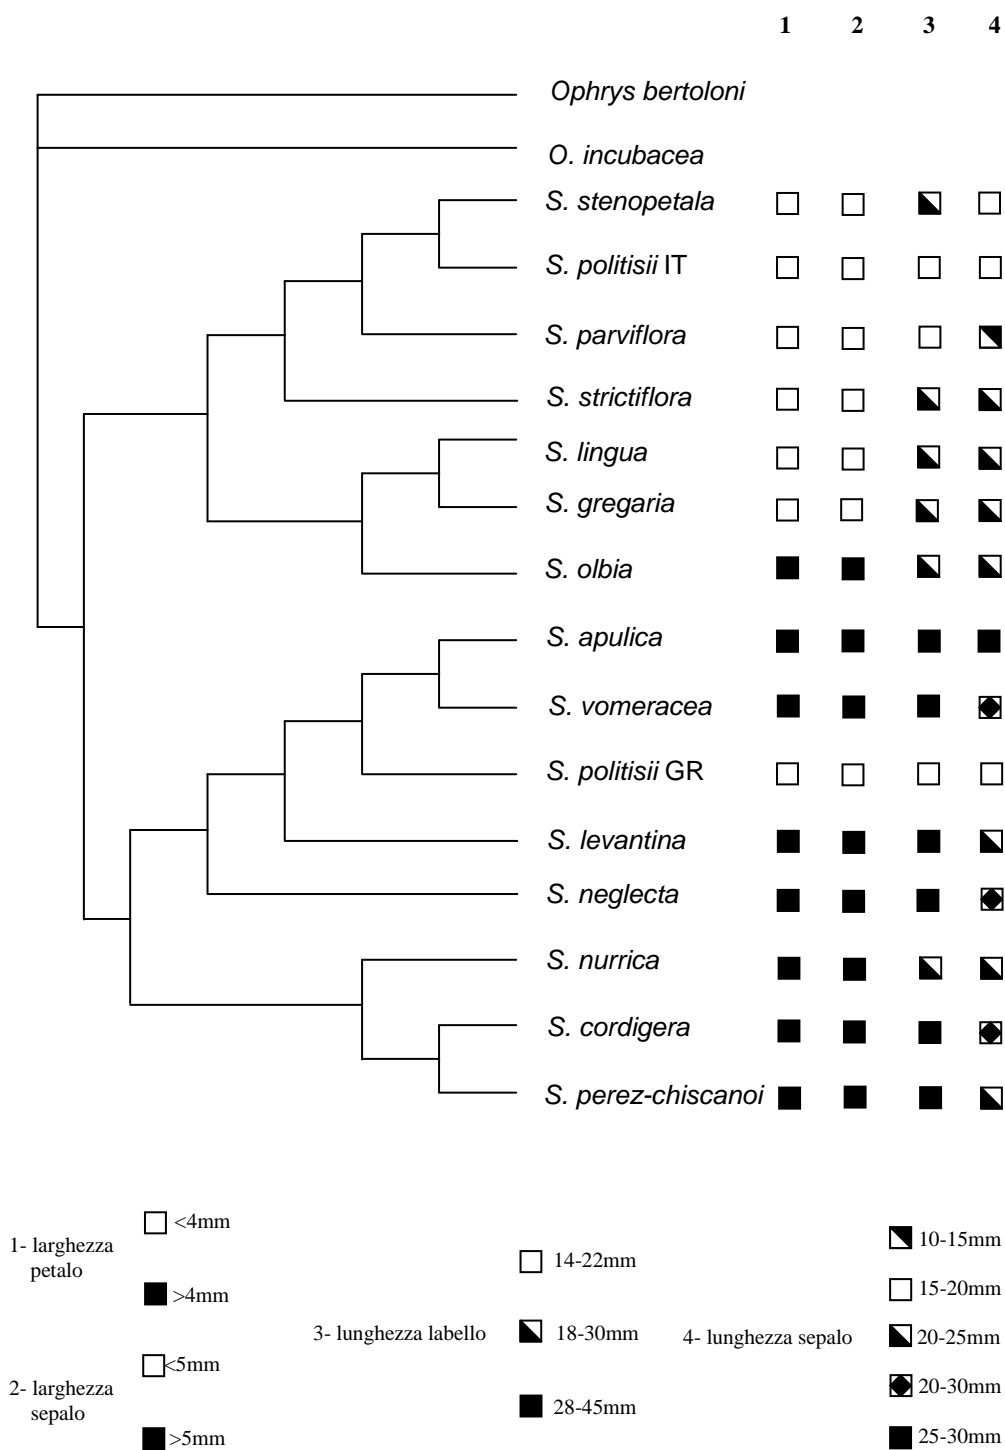 1 2 3 4
Ophrys bertoloni
O. incubacea
S. stenopetala
S. politisii IT
S. parviflora
S. strictiflora
S. lingua
S. gregaria
S. olbia
S. apulica
S. vomeracea
S. politisii GR
S. levantina
S. neglecta
S. nurrica
S. cordigera
S. perez-chiscanoi
1- larghezza
petalo
<4mm
>4mm
2- larghezza
sepalo
<5mm
>5mm
3- lunghezza labello
14-22mm
18-30mm
28-45mm
4- lunghezza sepalo
10-15mm
15-20mm
20-25mm
20-30mm
25-30mm